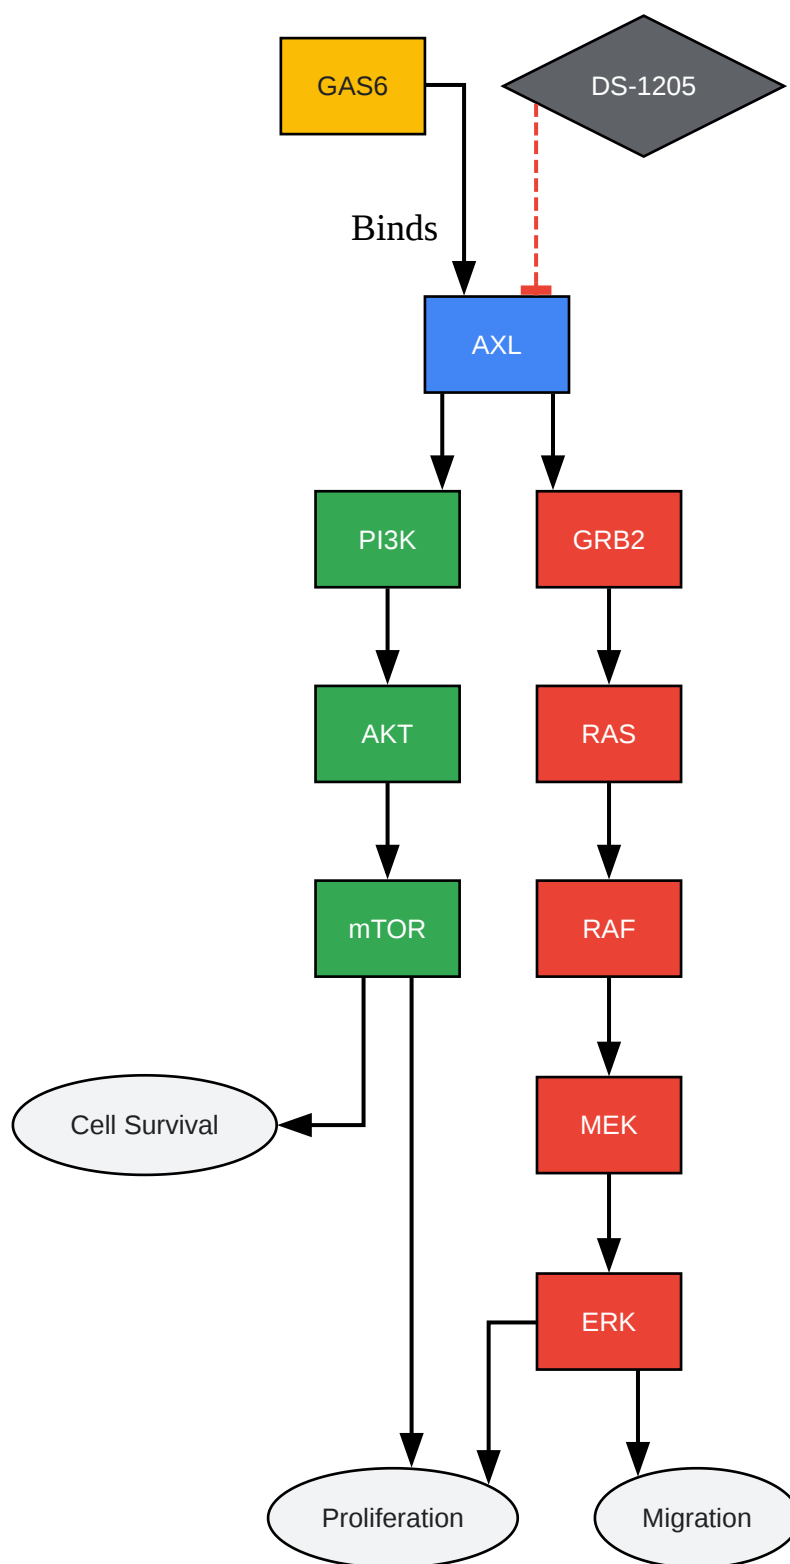 GAS6
DS-1205
Binds
AXL
PI3K
GRB2
AKT
RAS
mTOR
RAF
Cell Survival
MEK
ERK
Proliferation
Migration